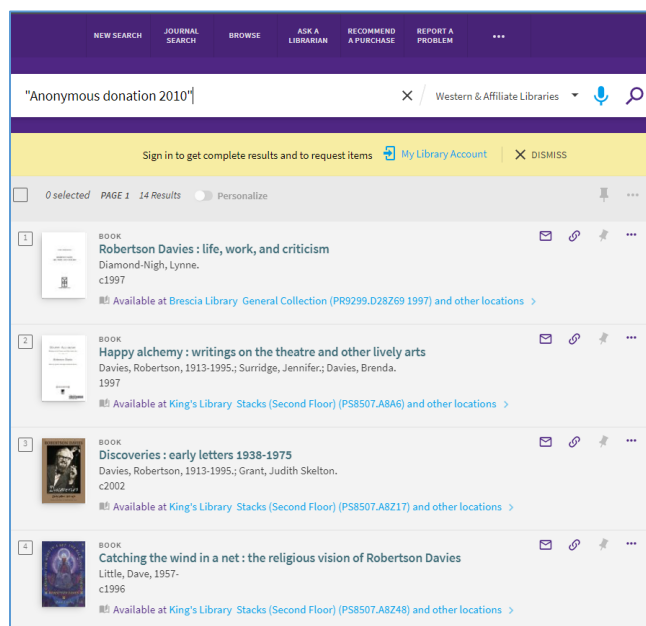 NEW SEARCH
JOURNAL SEARCH
BROWSE
ASK A LIBRARIAN
RECOMMEND A PURCHASE
REPORT A PROBLEM
"Anonymous donation 2010"
Western & Affiliate Libraries
Sign in to get complete results and to request items My Library Account DISMISS
0 selected PAGE 1 14 Results Personalize
1
BOOK
Robertson Davies : life, work, and criticism
Diamond-Nigh, Lynne.
c1997
Available at Brescia Library General Collection (PR9299.D28Z69 1997) and other locations >
2
BOOK
Happy alchemy : writings on the theatre and other lively arts
Davies, Robertson, 1913-1995.; Surridge, Jennifer.; Davies, Brenda.
1997
Available at King's Library Stacks (Second Floor) (PS8507.A8A6) and other locations >
3
BOOK
Discoveries : early letters 1938-1975
Davies, Robertson, 1913-1995.; Grant, Judith Skelton.
c2002
Available at King's Library Stacks (Second Floor) (PS8507.A8Z17) and other locations >
4
BOOK
Catching the wind in a net : the religious vision of Robertson Davies
Little, Dave, 1957-
c1996
Available at King's Library Stacks (Second Floor) (PS8507.A8Z48) and other locations >